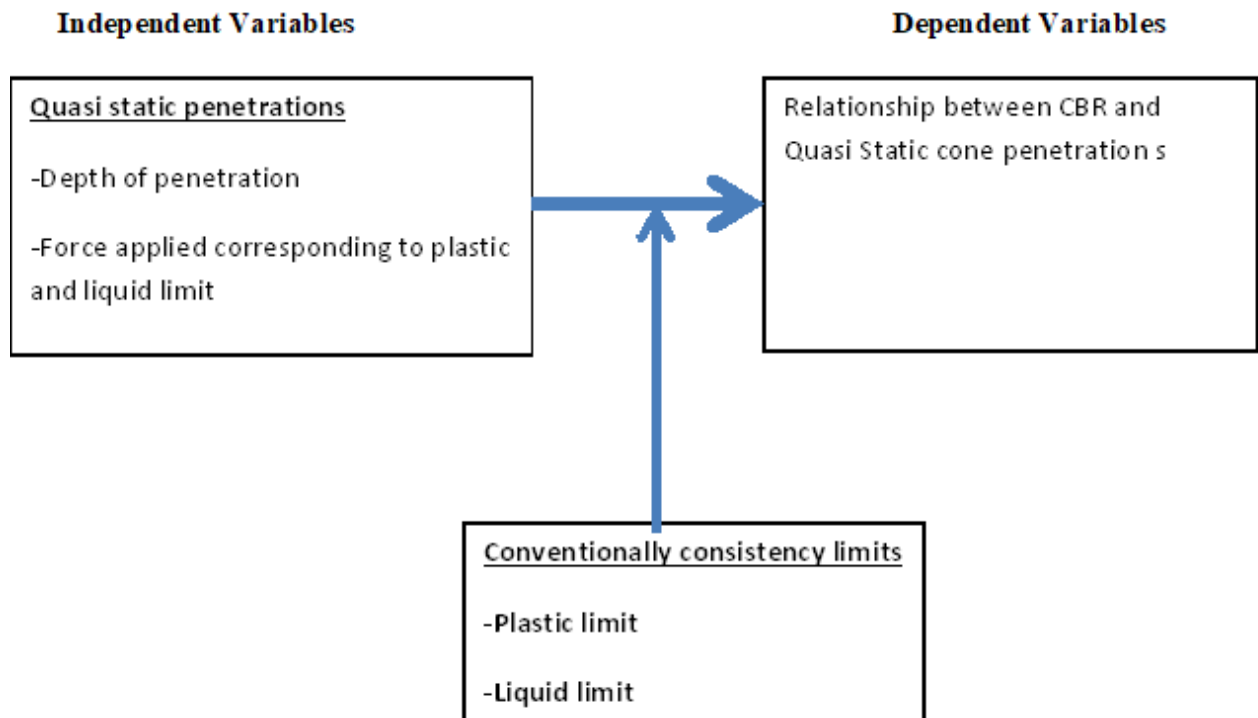 Independent Variables
Dependent Variables
Quasi static penetrations
-Depth of penetration
-Force applied corresponding to plastic
and liquid limit
Relationship between CBR and
Quasi Static cone penetration s
Conventionally consistency limits
-Plastic limit
-Liquid limit